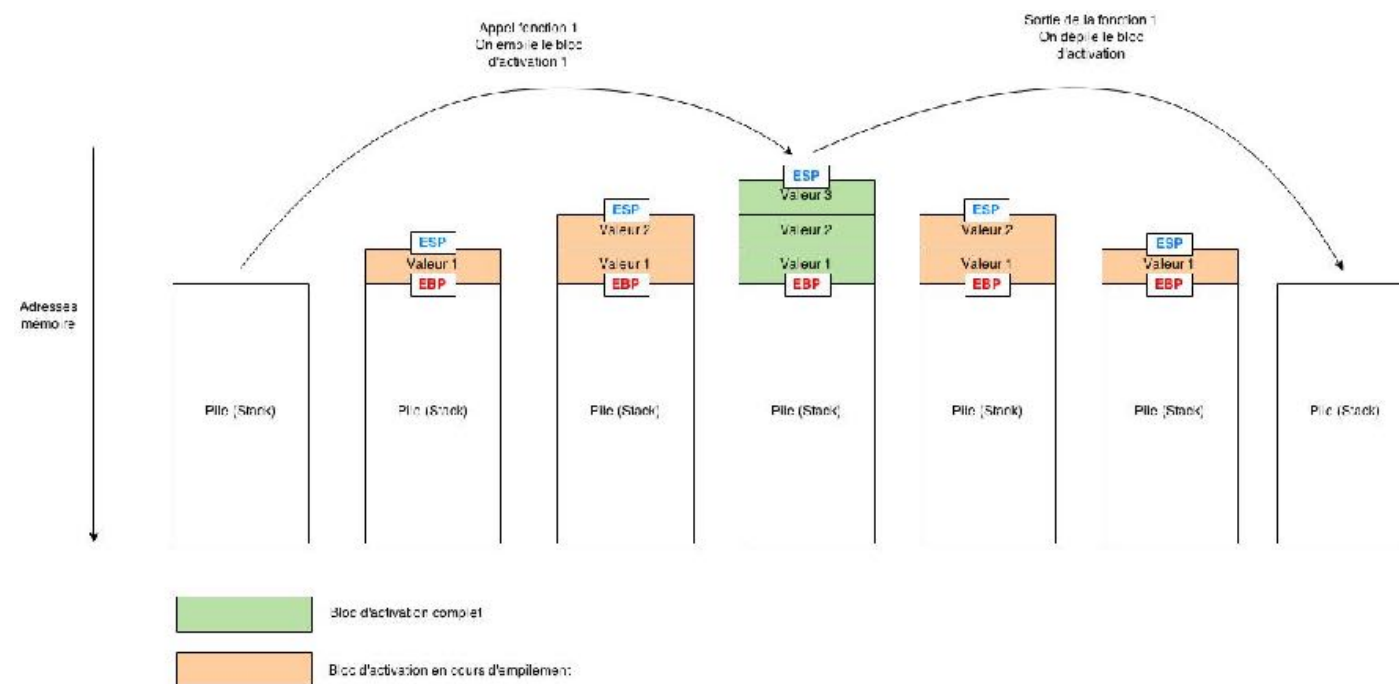 Appel fonction 1
On empile le bloc
d'activation 1
Sortie de la fonction 1
On dépile le bloc
d'activation
Adresses
mémoire
ESP
Valeur 1
EBP
ESP
Valeur 2
Valeur 1
EBP
ESP
Valeur 3
Valeur 2
Valeur 1
EBP
ESP
Valeur 2
Valeur 1
EBP
ESP
Valeur 1
EBP
Pile (Stack)
Pile (Stack)
Pile (Stack)
Pile (Stack)
Pile (Stack)
Pile (Stack)
Pile (Stack)
Bloc d'activation complet
Bloc d'activation en cours d'empilement